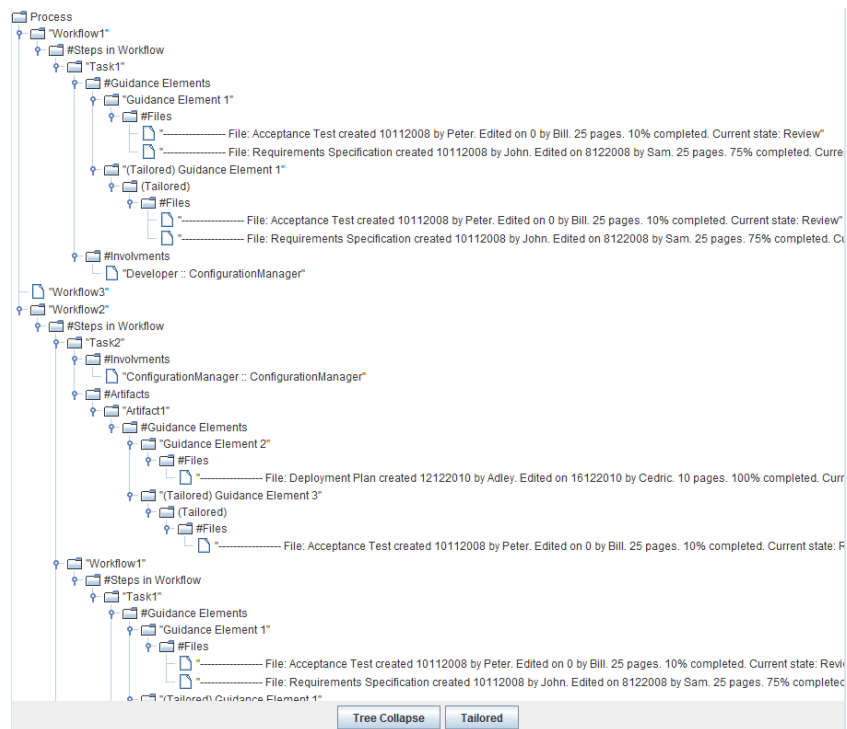 Process
"Workflow1"
#Steps in Workflow
"Task1"
#Guidance Elements
"Guidance Element 1"
#Files
"----------------- File: Acceptance Test created 10112008 by Peter. Edited on 0 by Bill. 25 pages. 10% completed. Current state: Review"
"----------------- File: Requirements Specification created 10112008 by John. Edited on 8122008 by Sam. 25 pages. 75% completed. Curre
"(Tailored) Guidance Element 1"
(Tailored)
#Files
"----------------- File: Acceptance Test created 10112008 by Peter. Edited on 0 by Bill. 25 pages. 10% completed. Current state: Review"
"----------------- File: Requirements Specification created 10112008 by John. Edited on 8122008 by Sam. 25 pages. 75% completed. Cu
#Involvments
"Developer :: ConfigurationManager"
"Workflow3"
"Workflow2"
#Steps in Workflow
"Task2"
#Involvments
"ConfigurationManager :: ConfigurationManager"
#Artifacts
"Artifact1"
#Guidance Elements
"Guidance Element 2"
#Files
"----------------- File: Deployment Plan created 12122010 by Adley. Edited on 16122010 by Cedric. 10 pages. 100% completed. Curr
"(Tailored) Guidance Element 3"
(Tailored)
#Files
"----------------- File: Acceptance Test created 10112008 by Peter. Edited on 0 by Bill. 25 pages. 10% completed. Current state: R
"Workflow1"
#Steps in Workflow
"Task1"
#Guidance Elements
"Guidance Element 1"
#Files
"----------------- File: Acceptance Test created 10112008 by Peter. Edited on 0 by Bill. 25 pages. 10% completed. Current state: Revi
"----------------- File: Requirements Specification created 10112008 by John. Edited on 8122008 by Sam. 25 pages. 75% completed
"(Tailored) Guidance Element 1"
Tree Collapse
Tailored